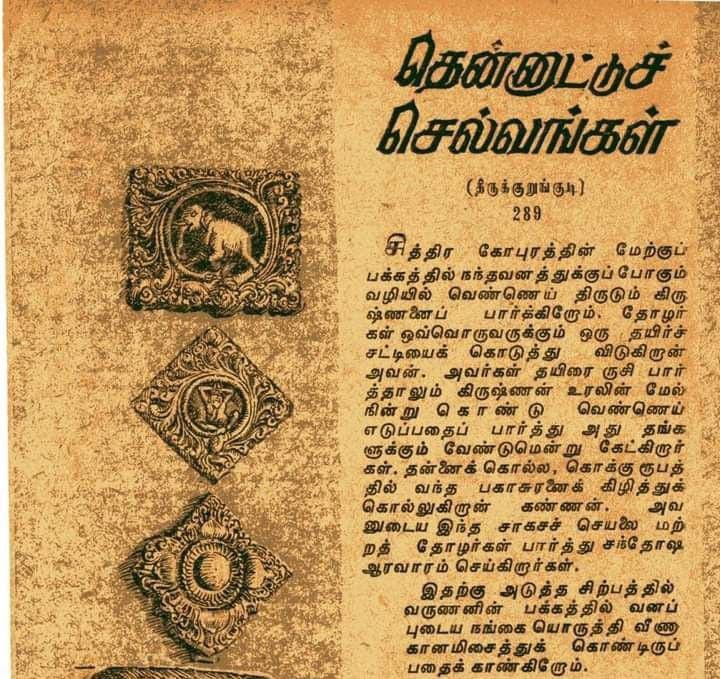 தென்னாட்டுச்
செல்வங்கள்
(திருக்குறுங்குடி)
289
சித்திர கோபுரத்தின் மேற்குப்
பக்கத்தில் நந்தவனத்துக்குப் போகும்
வழியில் வெண்ணெய் திருடும் கிரு
ஷ்ணனைப் பார்க்கிறோம். தோழர்
கள் ஒவ்வொருவருக்கும் ஒரு தயிர்ச்
சட்டியைக் கொடுத்து விடுகிறான்
அவன். அவர்கள் தயிரை ருசி பார்
த்தாலும் கிருஷ்ணன் உரலின் மேல்
நின்று கொண்டு வெண்ணெய்
எடுப்பதைப் பார்த்து அது தங்க
ளுக்கும் வேண்டுமென்று கேட்கிறார்
கள். தன்னைக் கொல்ல, கொக்கு ரூபத்
தில் வந்த பகாசுரனைக் கிழித்துக்
கொல்லுகிறான் கண்ணன். அவ
னுடைய இந்த சாகசச் செயலை மற்
றத் தோழர்கள் பார்த்து சந்தோஷ
ஆரவாரம் செய்கிறார்கள்.
இதற்கு அடுத்த சிற்பத்தில்
வருணனின் பக்கத்தில் வனப்
புடைய நங்கை யொருத்தி வீணா
கானமிசைத்துக் கொண்டிருப்
பதைக் காண்கிறோம்.